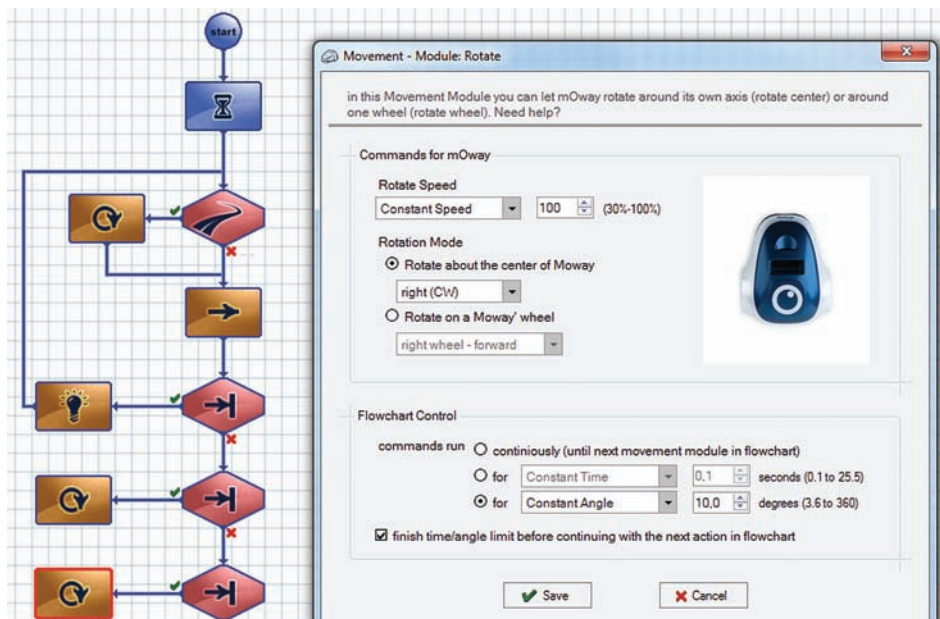 start
Movement - Module: Rotate
in this Movement Module you can let mOway rotate around its own axis (rotate center) or around
one wheel (rotate wheel). Need help?
Commands for mOway
Rotate Speed
Constant Speed 100 (30%-100%)
Rotation Mode
Rotate about the center of Moway
right (CW)
Rotate on a Moway' wheel
right wheel - forward
Flowchart Control
commands run continiously (until next movement module in flowchart)
for Constant Time 0,1 seconds (0.1 to 25.5)
for Constant Angle 10,0 degrees (3.6 to 360)
finish time/angle limit before continuing with the next action in flowchart
Save Cancel